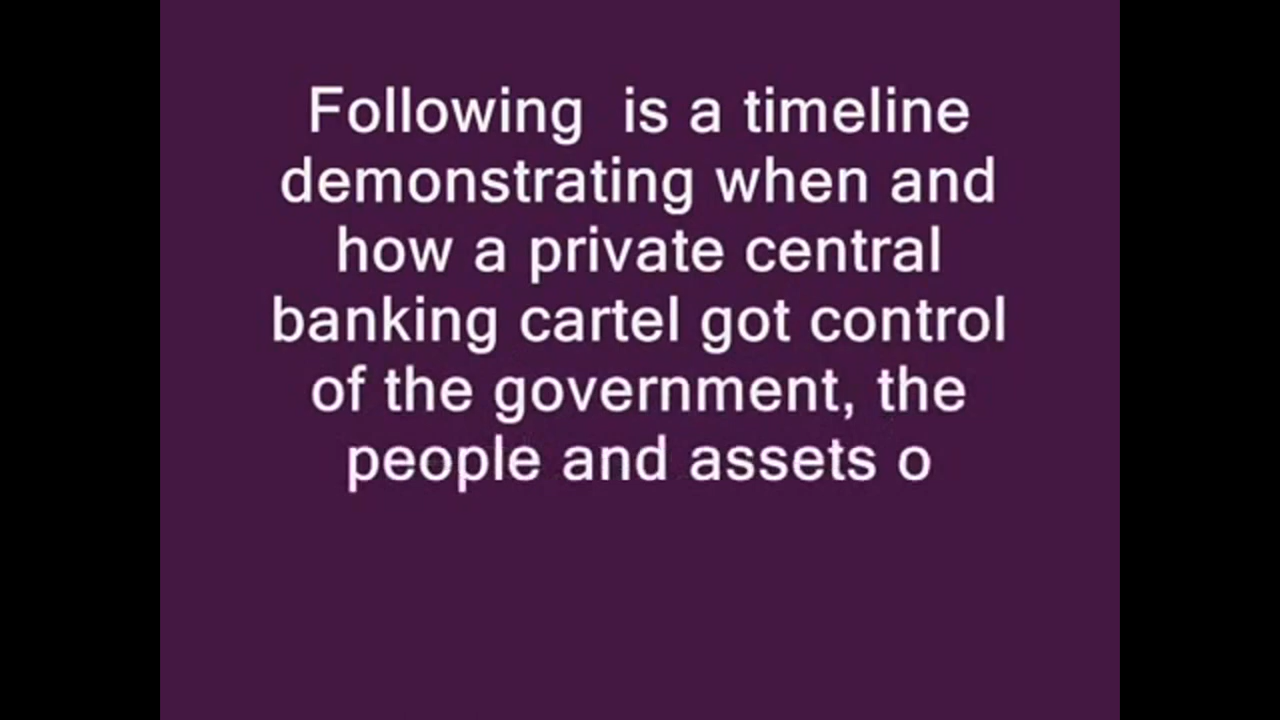 Following  is a timeline
demonstrating when and
how a private central
banking cartel got control
of the government, the
people and assets o